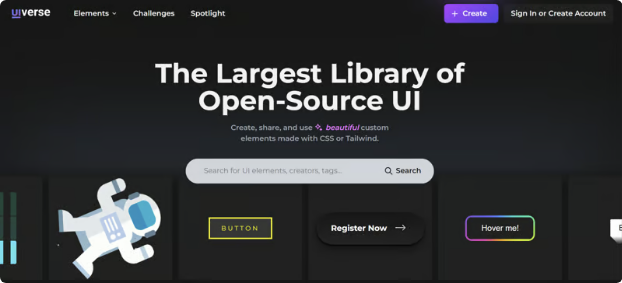 uiverse
Elements
Challenges
Spotlight
+ Create
Sign In or Create Account
The Largest Library of
Open-Source UI
Create, share, and use beautiful custom
elements made with CSS or Tailwind.
Search for UI elements, creators, tags...
Search
BUTTON
Register Now
Hover me!